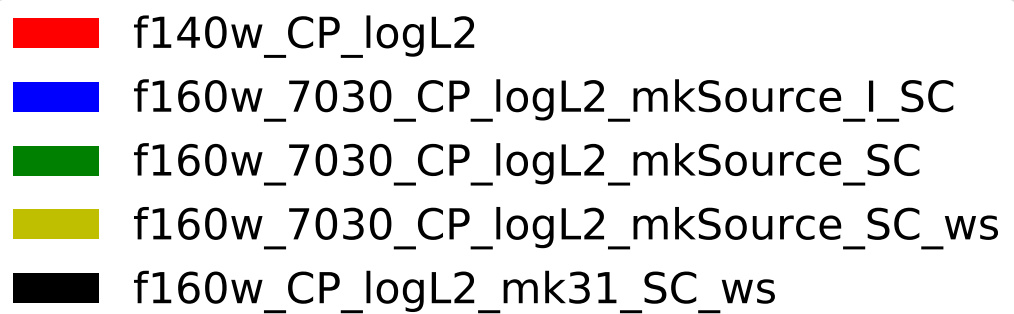 f140w_CP_logL2
f160w_7030_CP_logL2_mkSource_I_SC
f160w_7030_CP_logL2_mkSource_SC
f160w_7030_CP_logL2_mkSource_SC_ws
f160w_CP_logL2_mk31_SC_ws